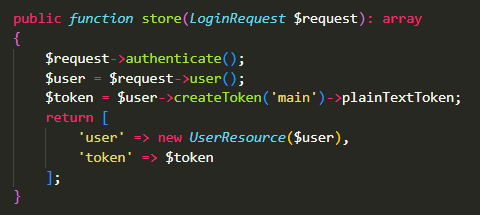 public function store(LoginRequest $request): array
{
    $request->authenticate();
    $user = $request->user();
    $token = $user->createToken('main')->plainTextToken;
    return [
        'user' => new UserResource($user),
        'token' => $token
    ];
}